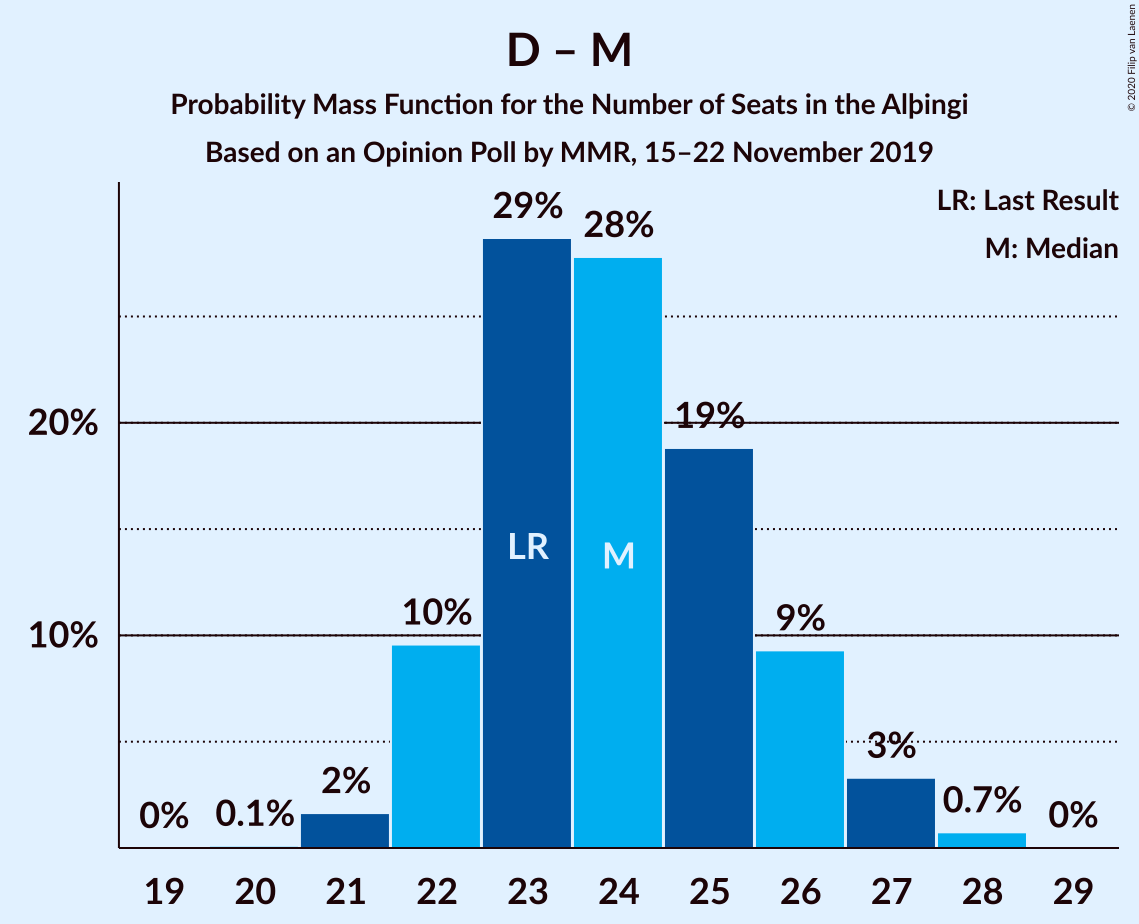 D – M
Probability Mass Function for the Number of Seats in the Alþingi
Based on an Opinion Poll by MMR, 15–22 November 2019
© 2020 Filip van Laenen
LR: Last Result
M: Median
29%
28%
20%
19%
LR
M
10%
10%
9%
3%
2%
0.7%
0%
0.1%
0%
19 20 21 22 23 24 25 26 27 28 29